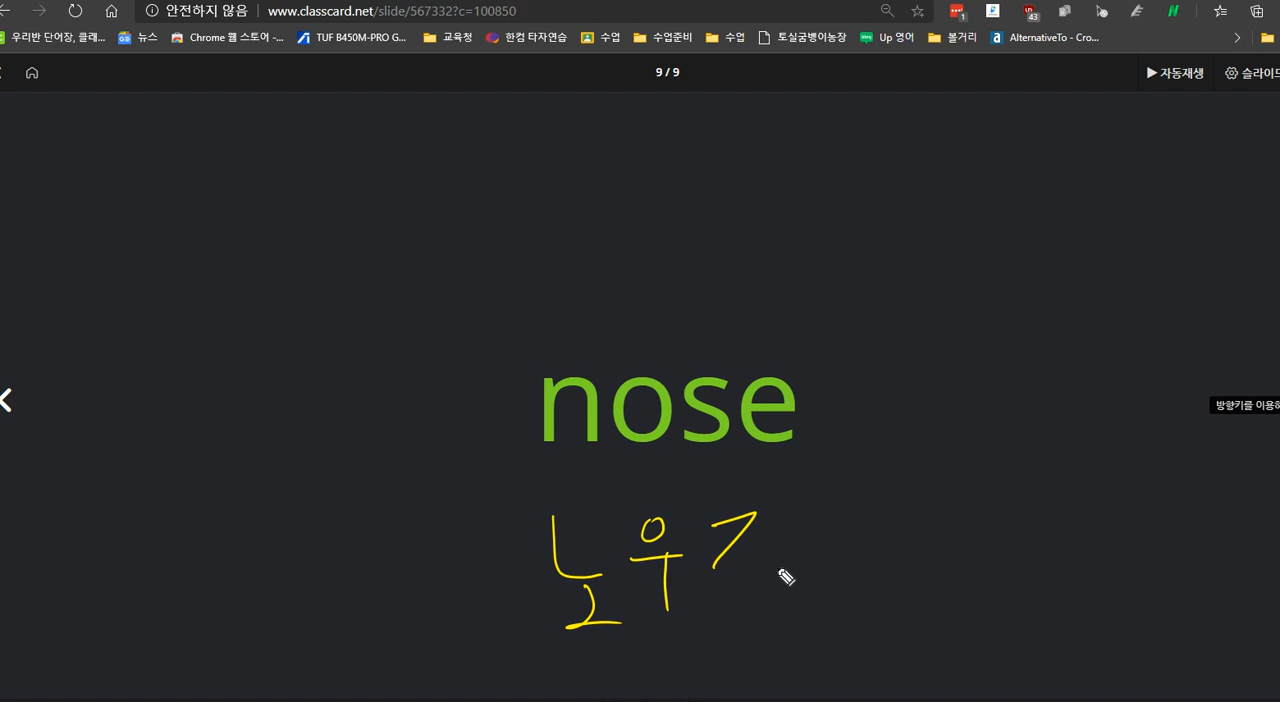 안전하지 않음 www.classcard.net/slide/567332?c=100850 1 43
우리반 단어장, 클래... 뉴스 Chrome 웹 스토어 -... TUF B450M-PRO G... 교육청 한컴 타자연습 수업 수업준비 수업 토실굼벵이농장 Up 영어 볼거리 AlternativeTo - Cro...
9 / 9 자동재생 슬라이드
방향키를 이용하
nose
노우